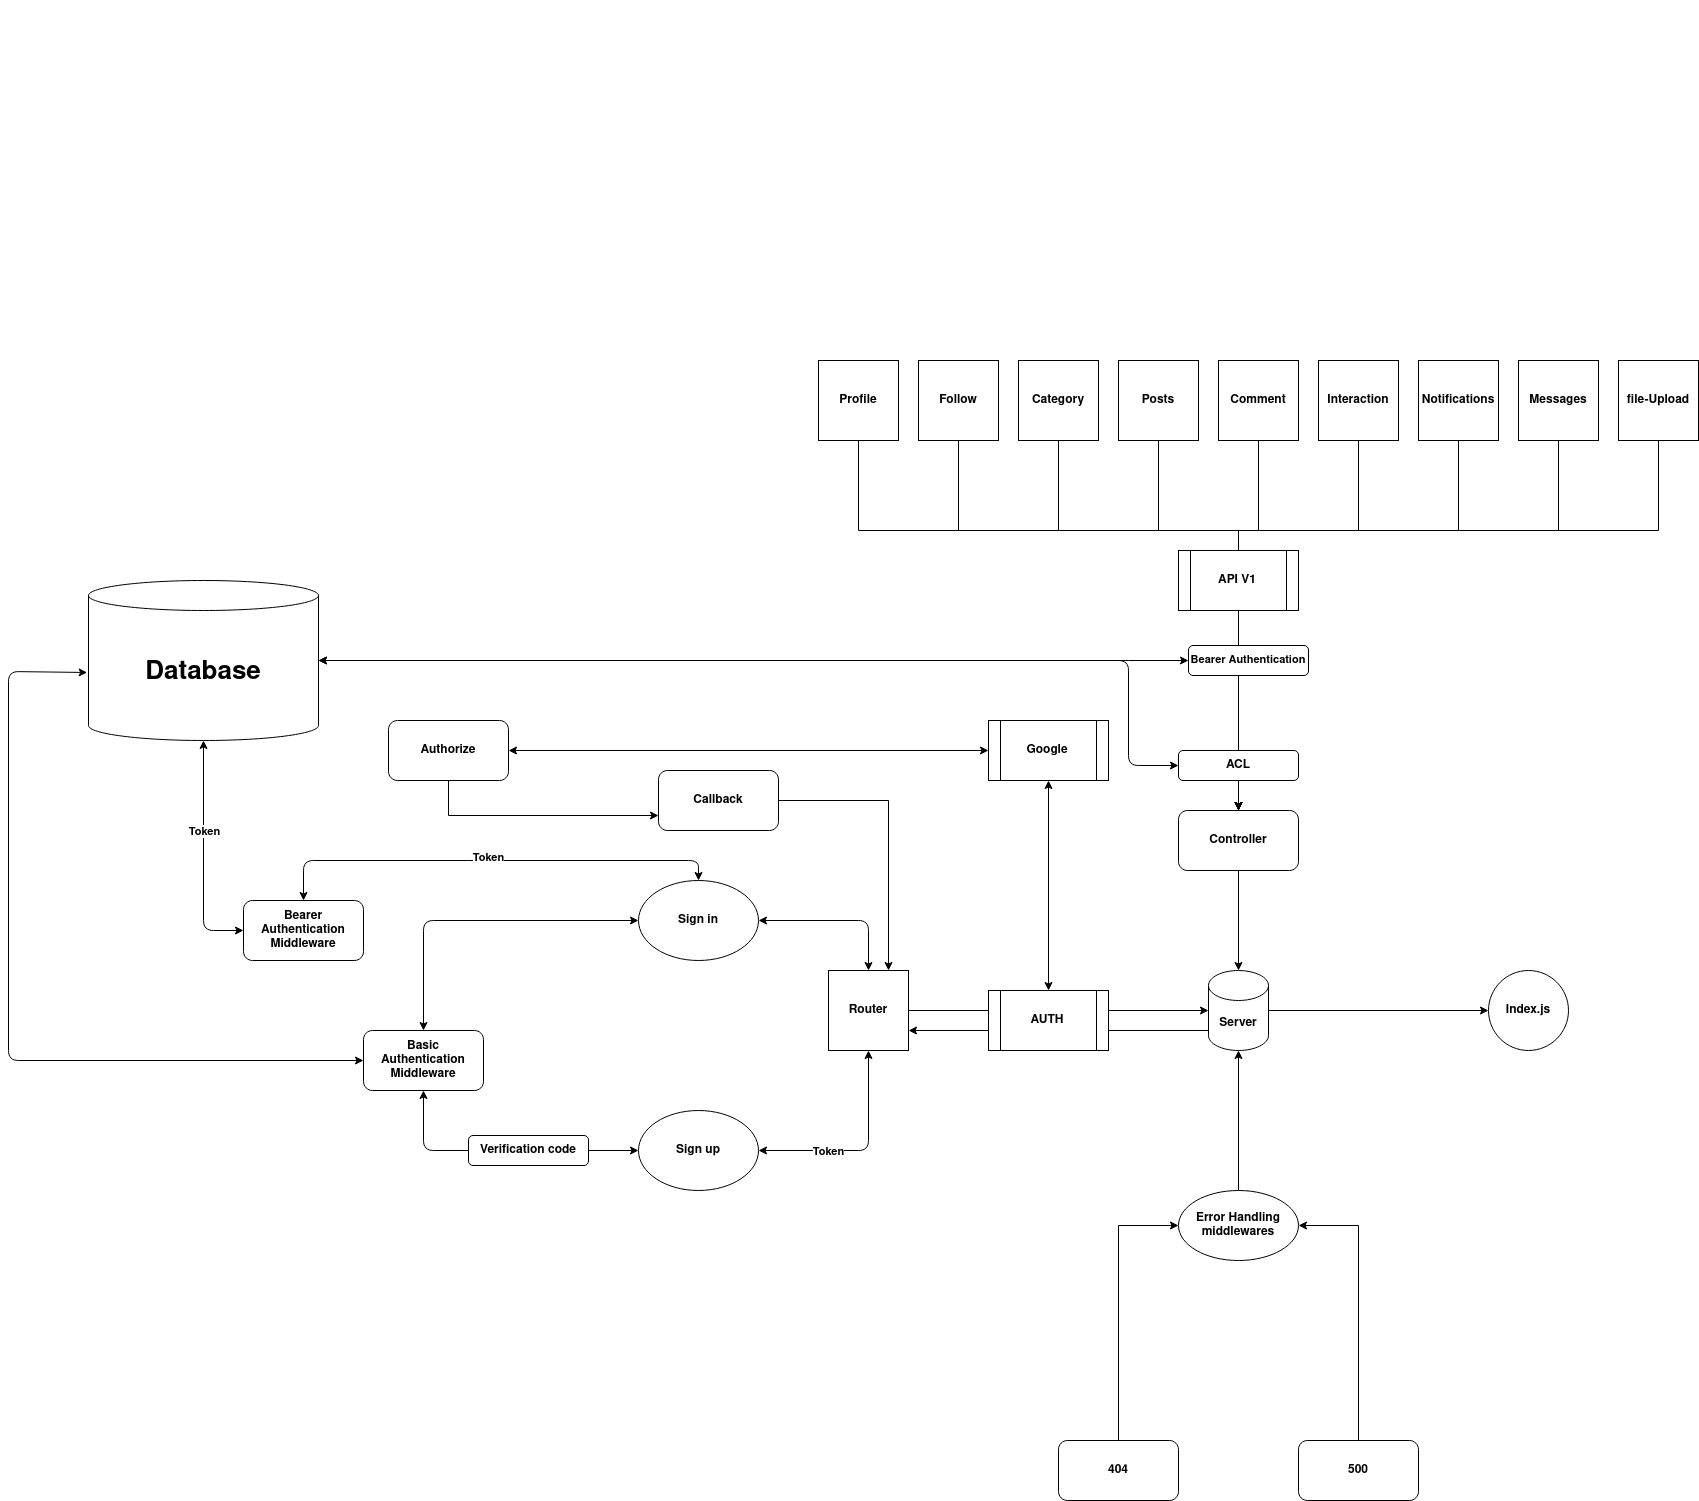 Profile
Follow
Category
Posts
Comment
Interaction
Notifications
Messages
file-Upload
API V1
Database
Bearer Authentication
Authorize
Google
ACL
Callback
Controller
Token
Token
Bearer
Authentication
Middleware
Sign in
Router
AUTH
Server
Index.js
Basic
Authentication
Middleware
Verification code
Sign up
Token
Error Handling
middlewares
404
500